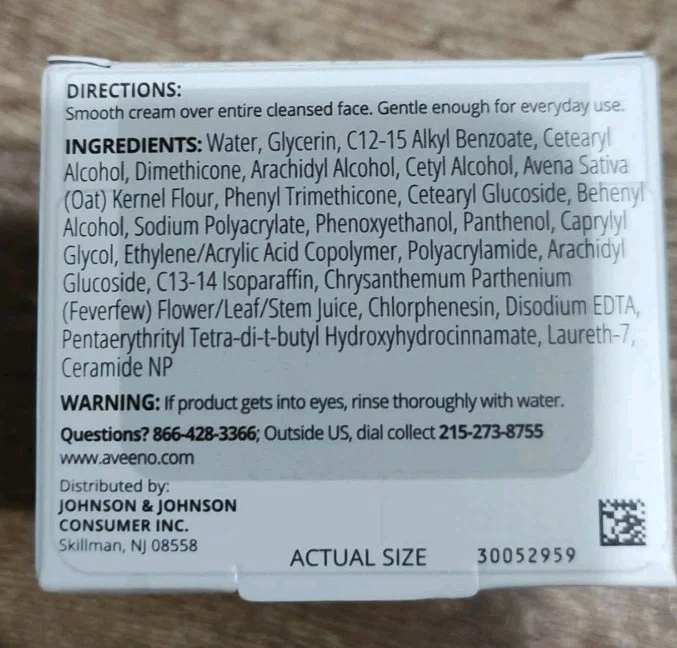 DIRECTIONS:
Smooth cream over entire cleansed face. Gentle enough for everyday use.
INGREDIENTS: Water, Glycerin, C12-15 Alkyl Benzoate, Cetearyl
Alcohol, Dimethicone, Arachidyl Alcohol, Cetyl Alcohol, Avena Sativa
(Oat) Kernel Flour, Phenyl Trimethicone, Cetearyl Glucoside, Behenyl
Alcohol, Sodium Polyacrylate, Phenoxyethanol, Panthenol, Caprylyl
Glycol, Ethylene/Acrylic Acid Copolymer, Polyacrylamide, Arachidyl
Glucoside, C13-14 Isoparaffin, Chrysanthemum Parthenium
(Feverfew) Flower/Leaf/Stem Juice, Chlorphenesin, Disodium EDTA,
Pentaerythrityl Tetra-di-t-butyl Hydroxyhydrocinnamate, Laureth-7,
Ceramide NP
WARNING: If product gets into eyes, rinse thoroughly with water.
Questions? 866-428-3366; Outside US, dial collect 215-273-8755
www.aveeno.com
Distributed by:
JOHNSON & JOHNSON
CONSUMER INC.
Skillman, NJ 08558
ACTUAL SIZE 30052959